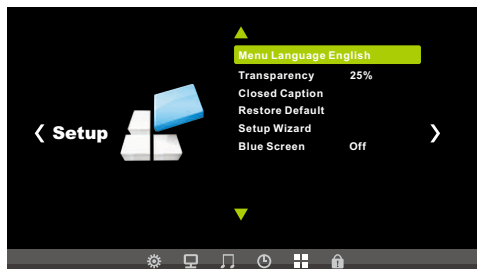 Menu Language English
Transparency 25%
Closed Caption
Restore Default
Setup
Setup Wizard
Blue Screen Off